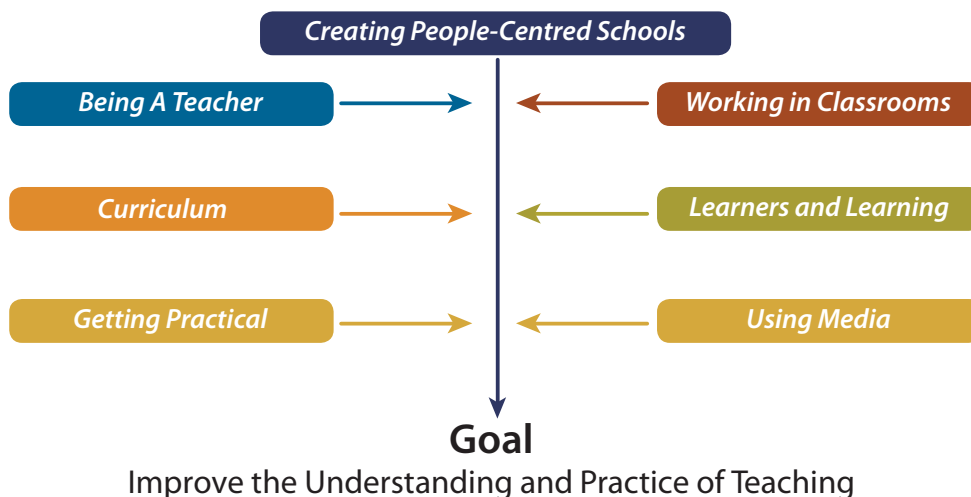 Creating People-Centred Schools
Being A Teacher
Working in Classrooms
Curriculum
Learners and Learning
Getting Practical
Using Media
Goal
Improve the Understanding and Practice of Teaching